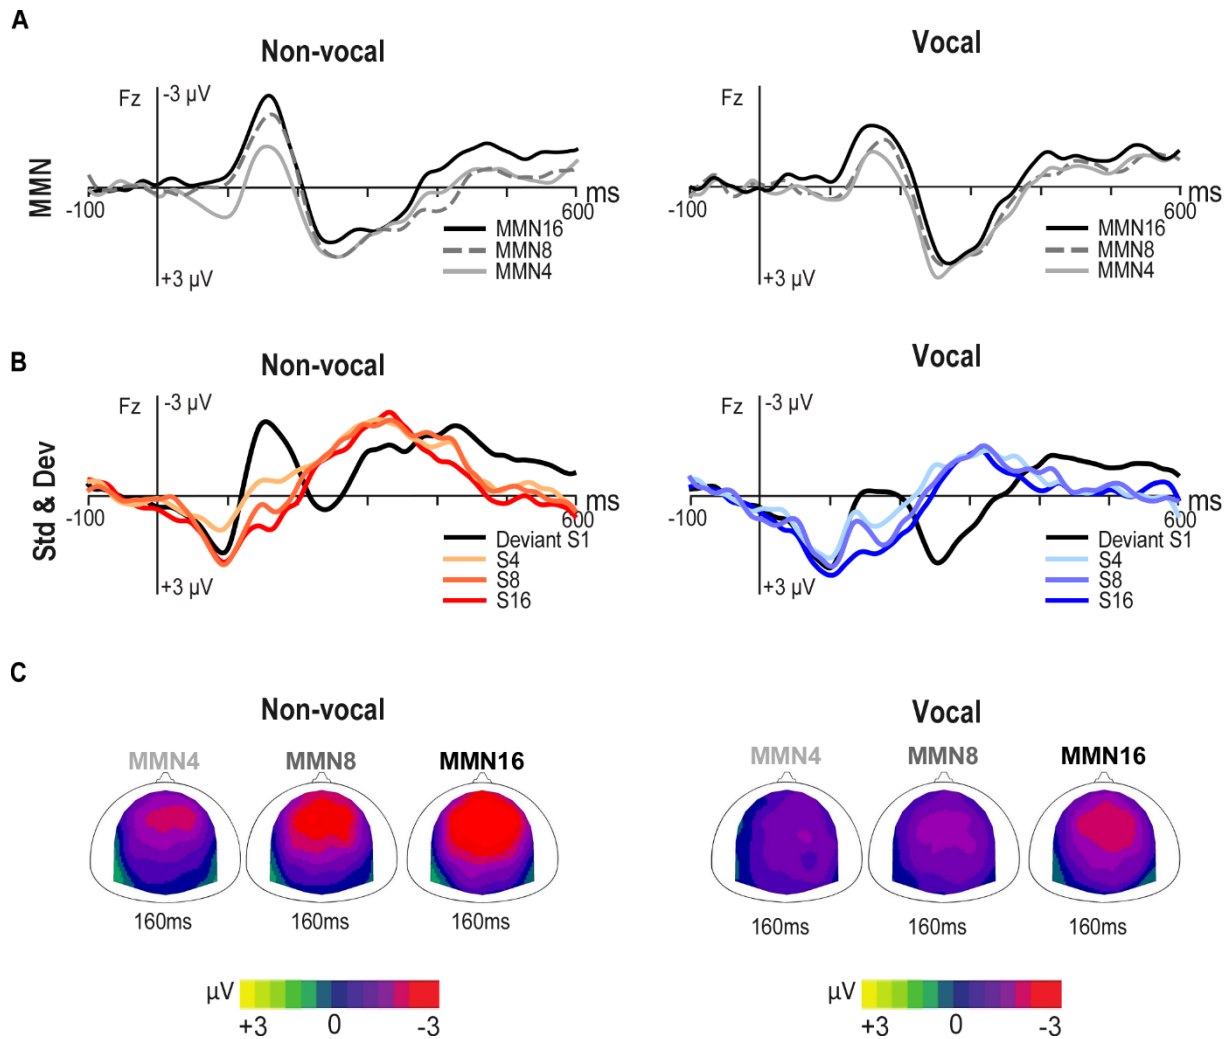 A
Non-vocal
Vocal
Fz
-3 µV
Fz
-3 µV
MMN
-100
600
ms
-100
600
ms
MMN16
MMN8
MMN4
+3 µV
MMN16
MMN8
MMN4
+3 µV
B
Non-vocal
Vocal
Fz
-3 µV
Fz
-3 µV
Std & Dev
-100
600
ms
-100
600
ms
Deviant S1
S4
S8
S16
+3 µV
Deviant S1
S4
S8
S16
+3 µV
C
Non-vocal
Vocal
MMN4 MMN8 MMN16
MMN4 MMN8 MMN16
160ms 160ms 160ms
160ms 160ms 160ms
µV
+3 0 -3
µV
+3 0 -3